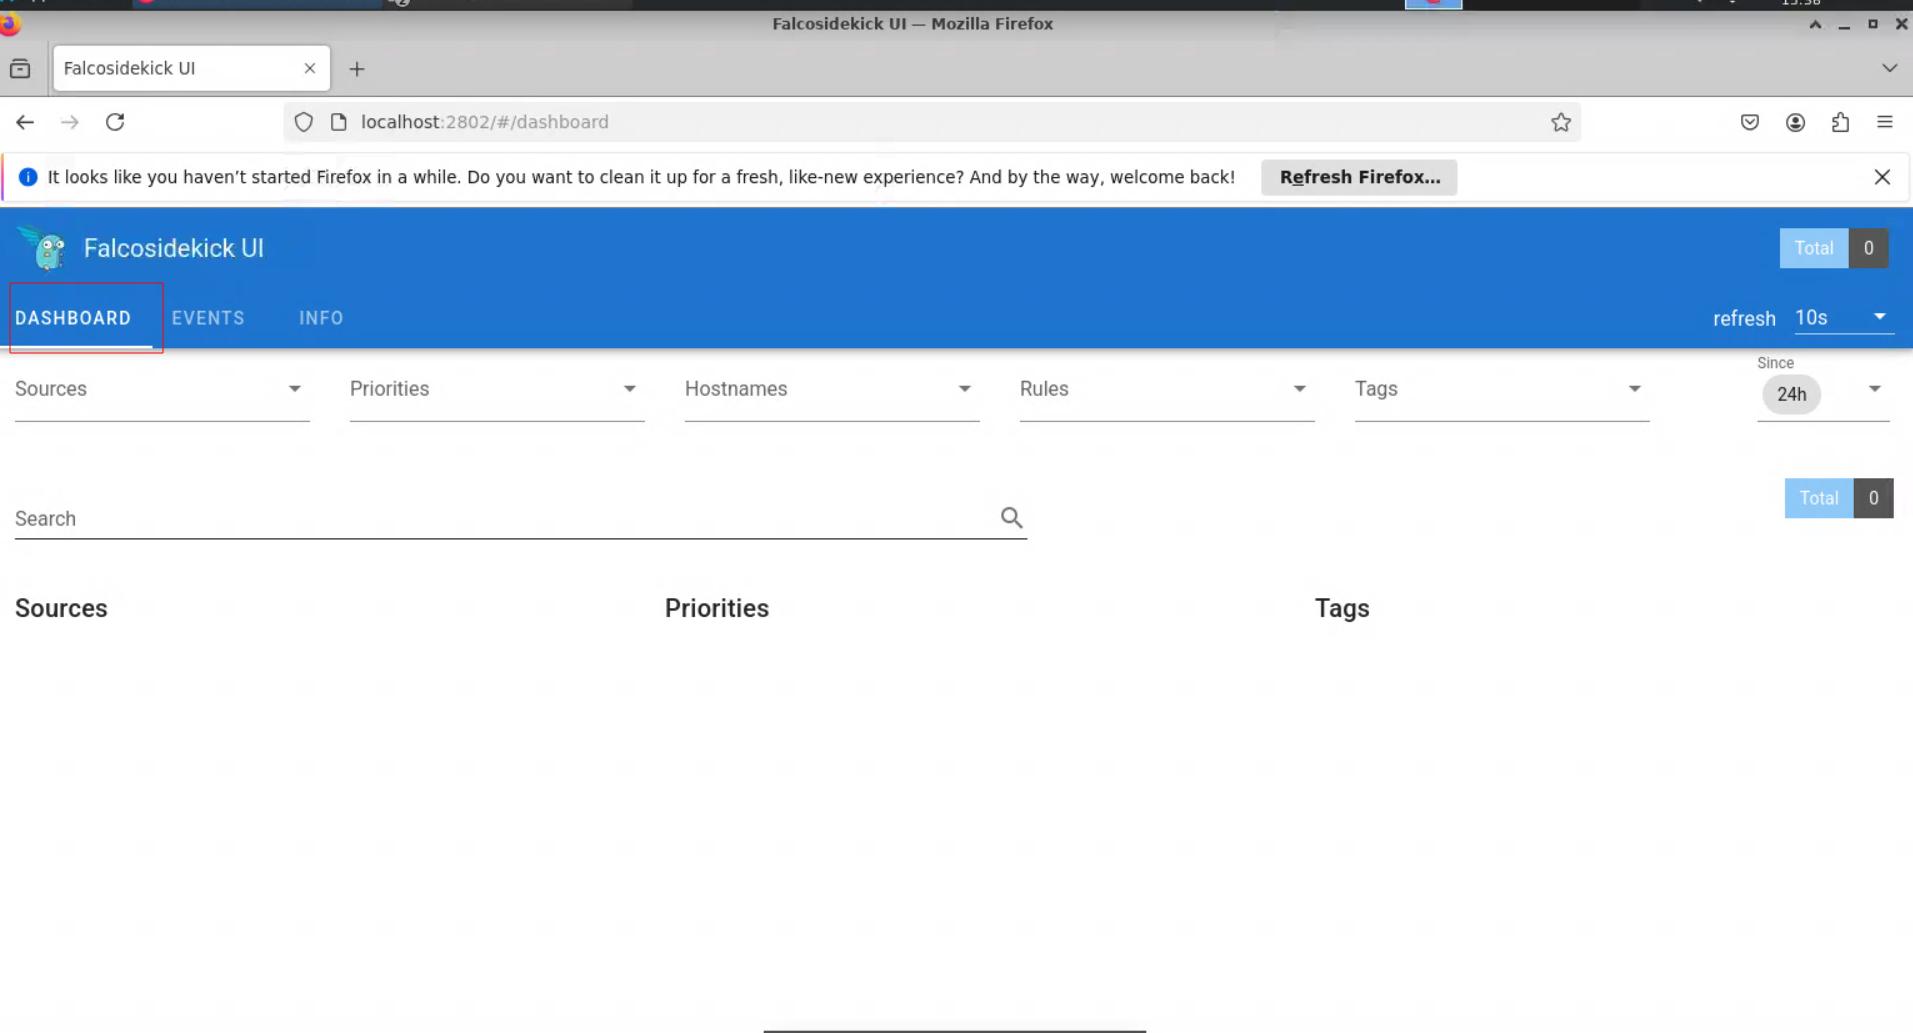 Falcosidekick UI — Mozilla Firefox
Falcosidekick UI
localhost:2802/#/dashboard
It looks like you haven’t started Firefox in a while. Do you want to clean it up for a fresh, like-new experience? And by the way, welcome back! Refresh Firefox...
Falcosidekick UI Total 0
DASHBOARD EVENTS INFO refresh 10s
Since
Sources Priorities Hostnames Rules Tags 24h
Total 0
Search
Sources Priorities Tags